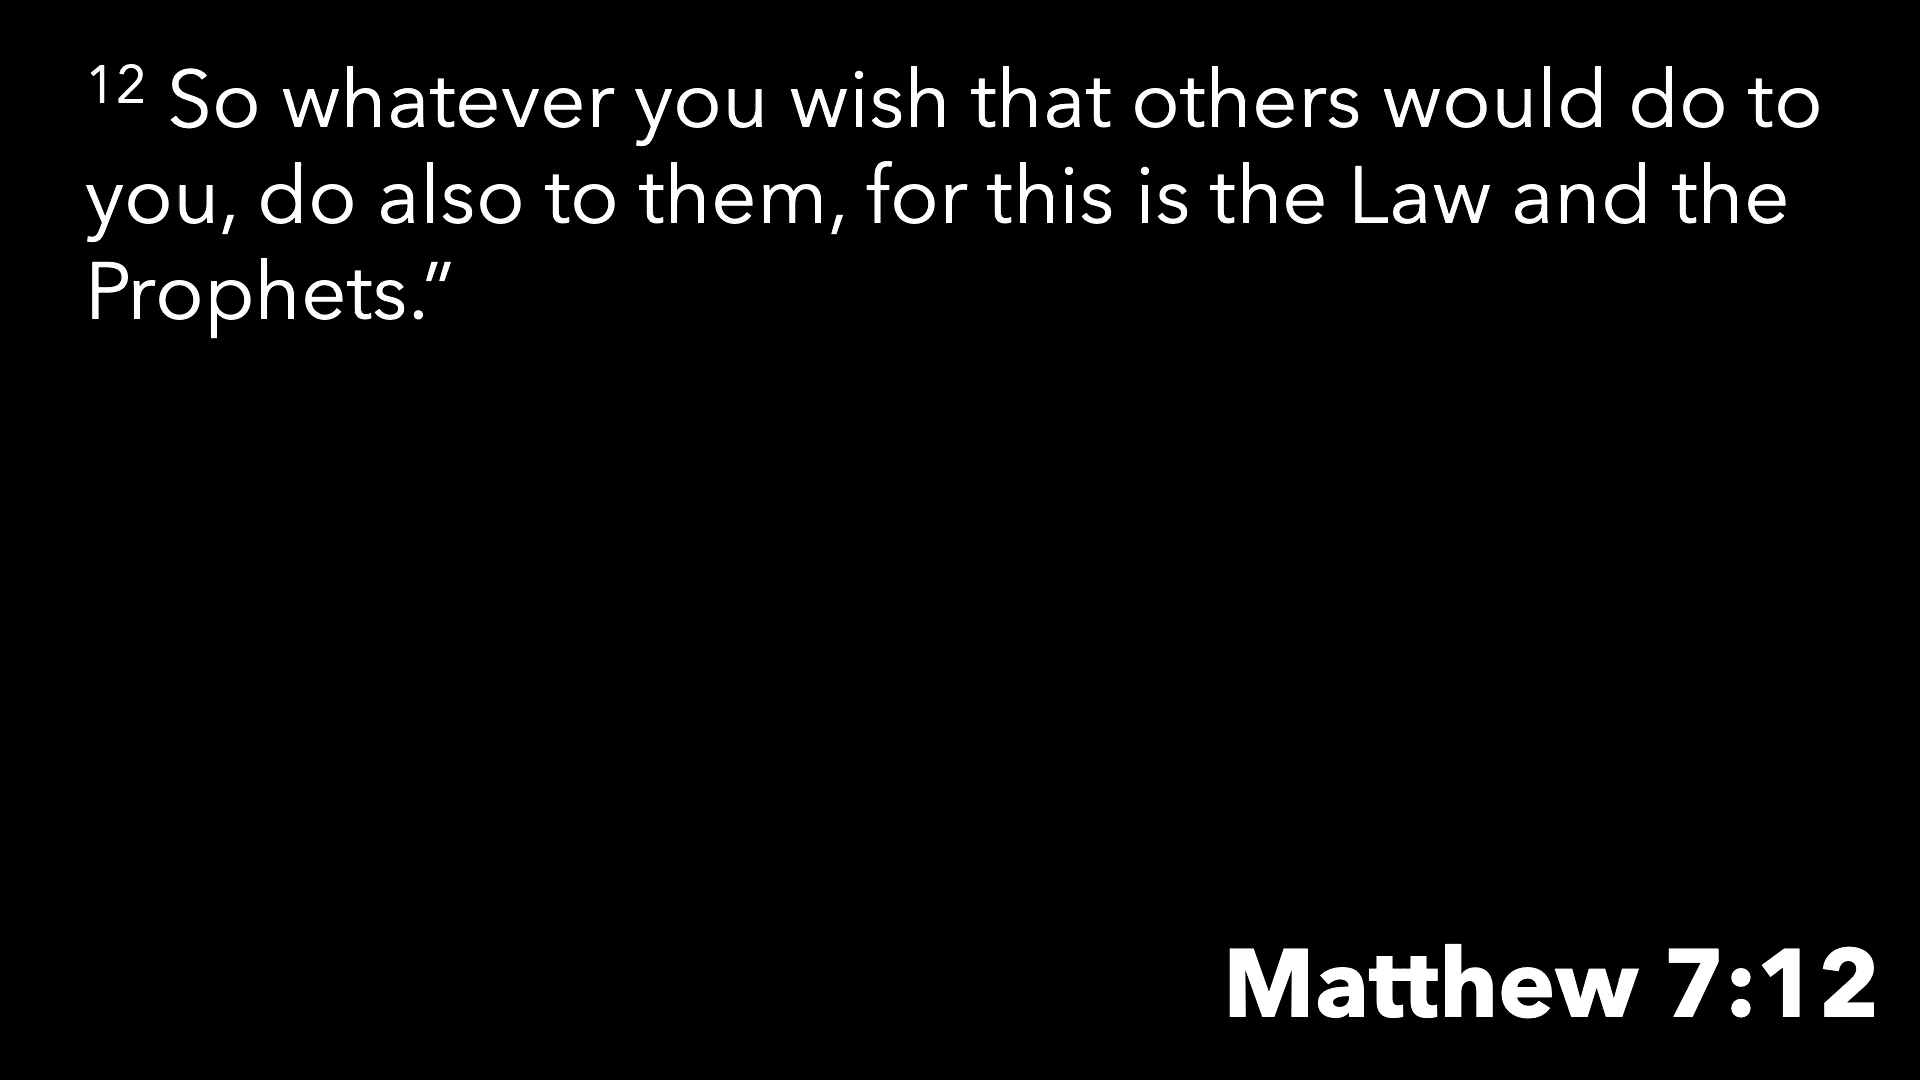 12 So whatever you wish that others would do to
you, do also to them, for this is the Law and the
Prophets.”
Matthew 7:12